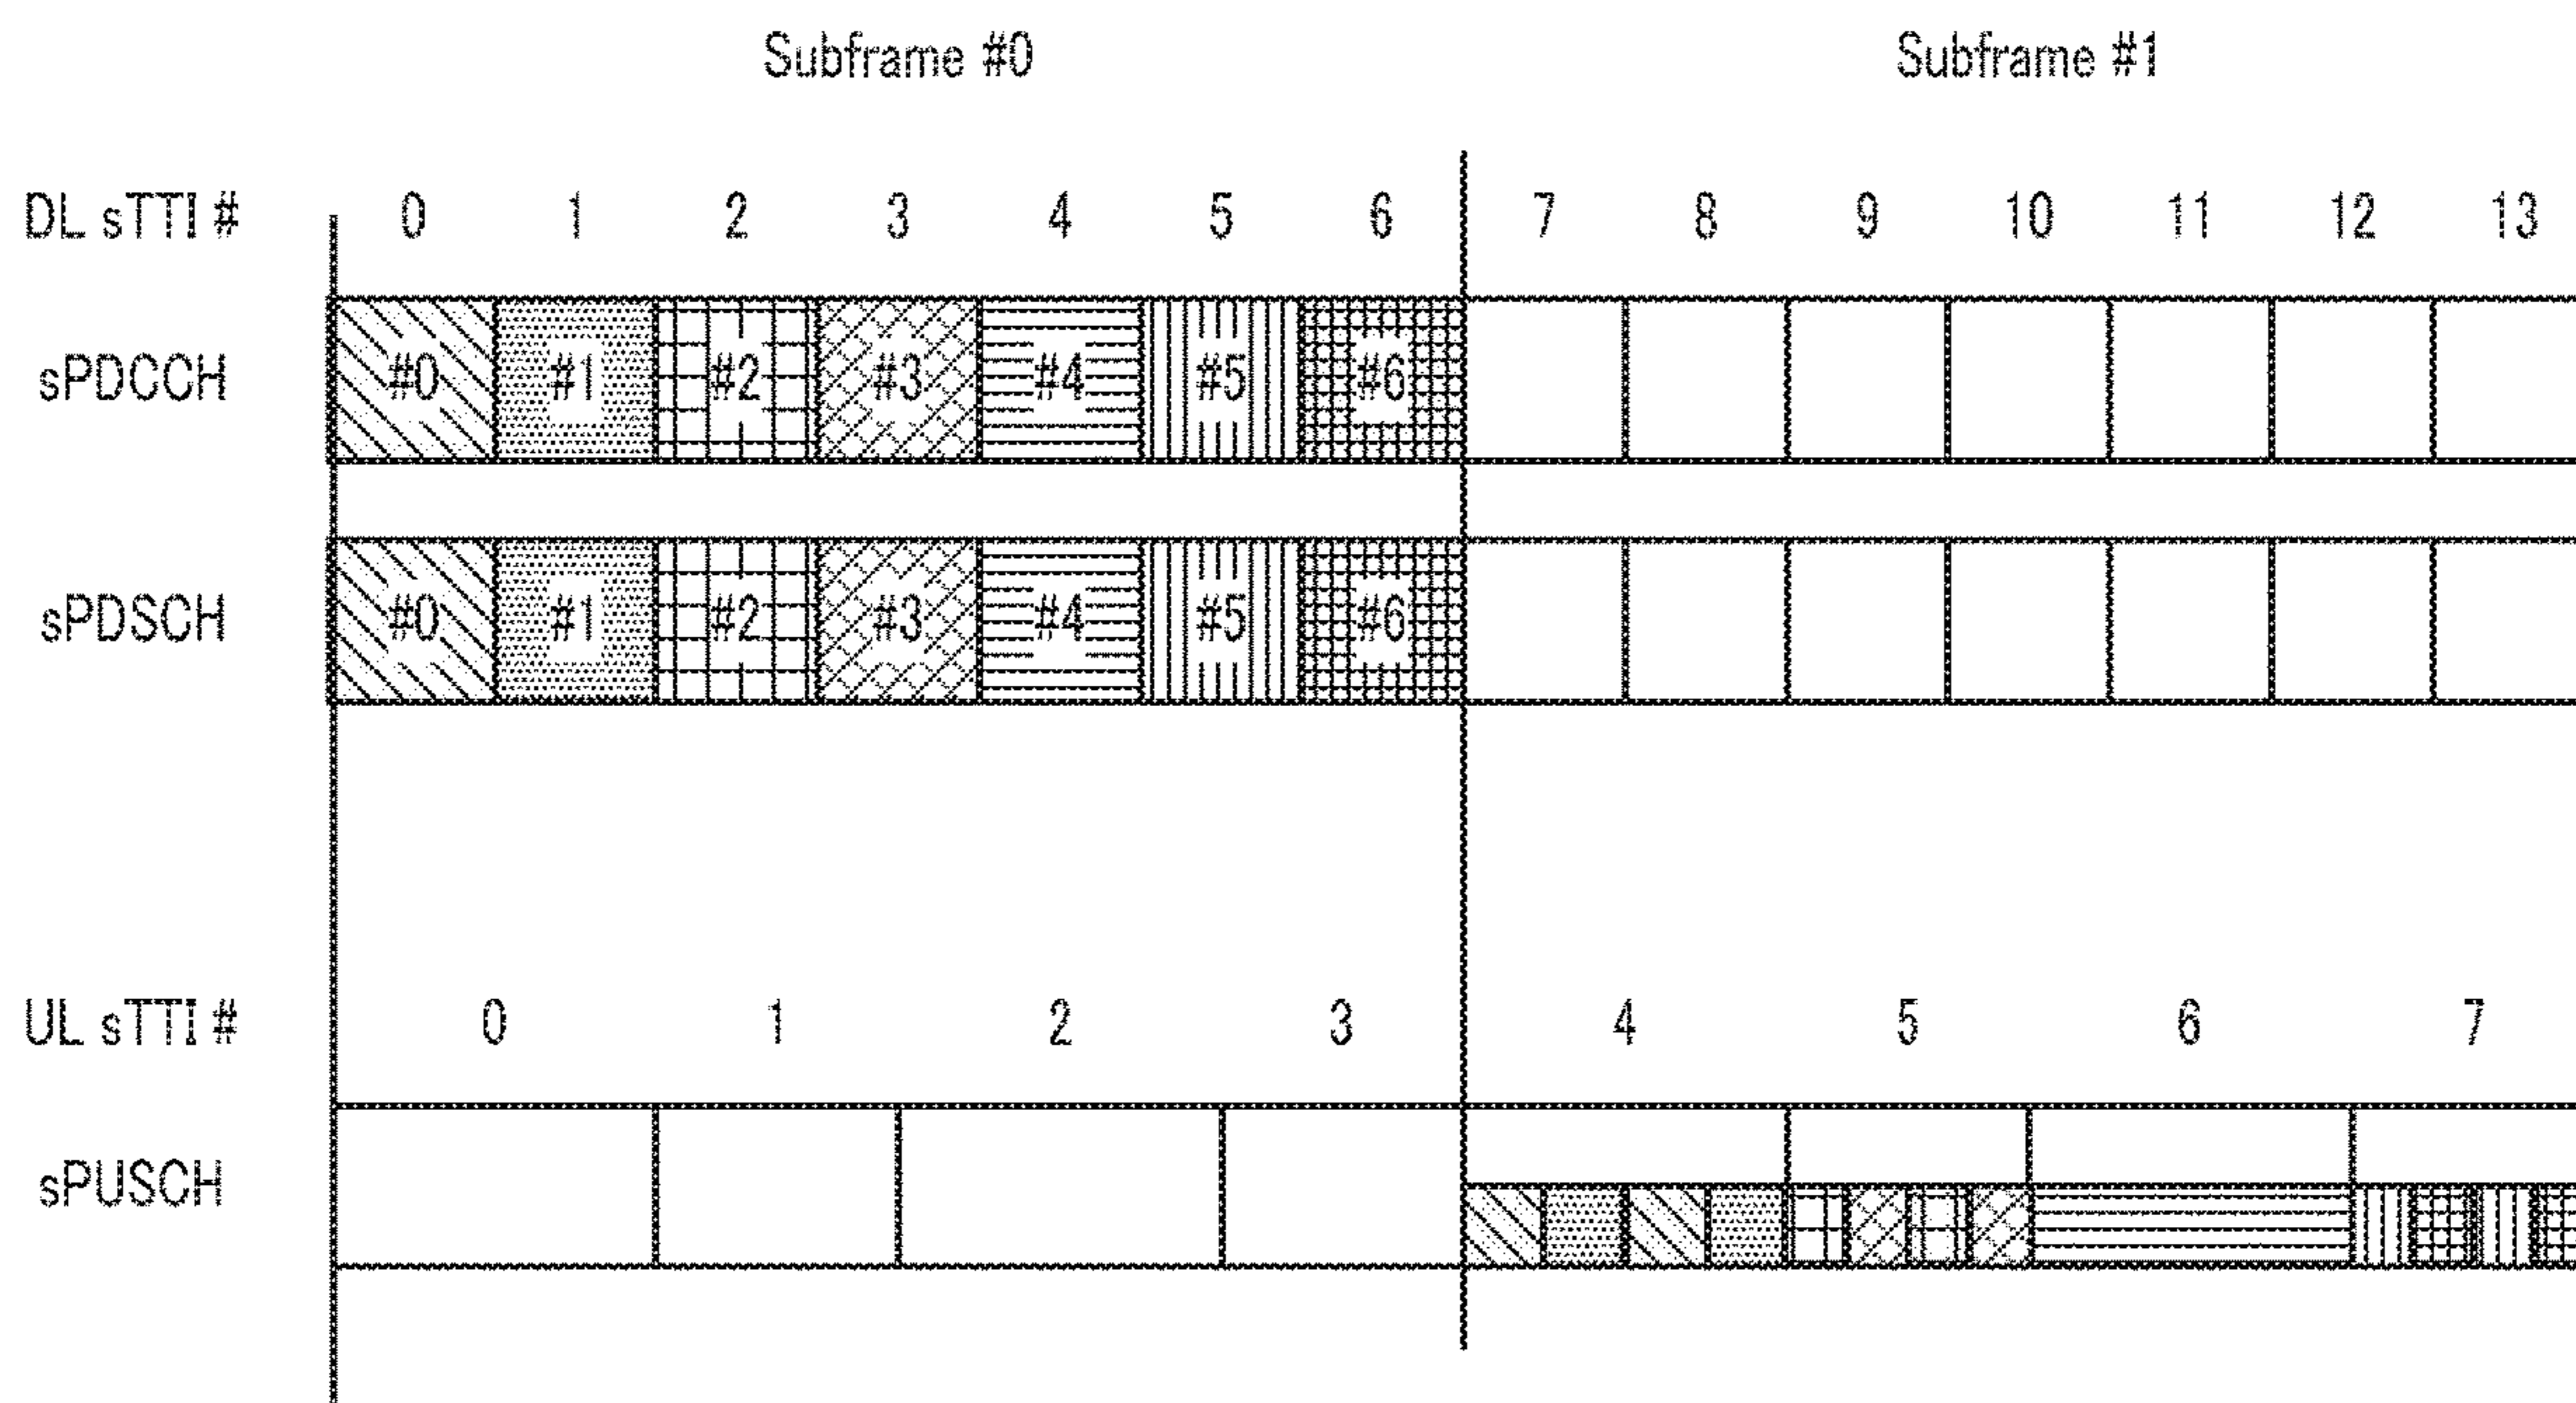 Subframe #0 Subframe #1
DL sTTI # 0 1 2 3 4 5 6 7 8 9 10 11 12 13
sPDCCH #0 #1 #2 #3 #4 #5 #6
sPDSCH #0 #1 #2 #3 #4 #5 #6
UL sTTI # 0 1 2 3 4 5 6 7
sPUSCH